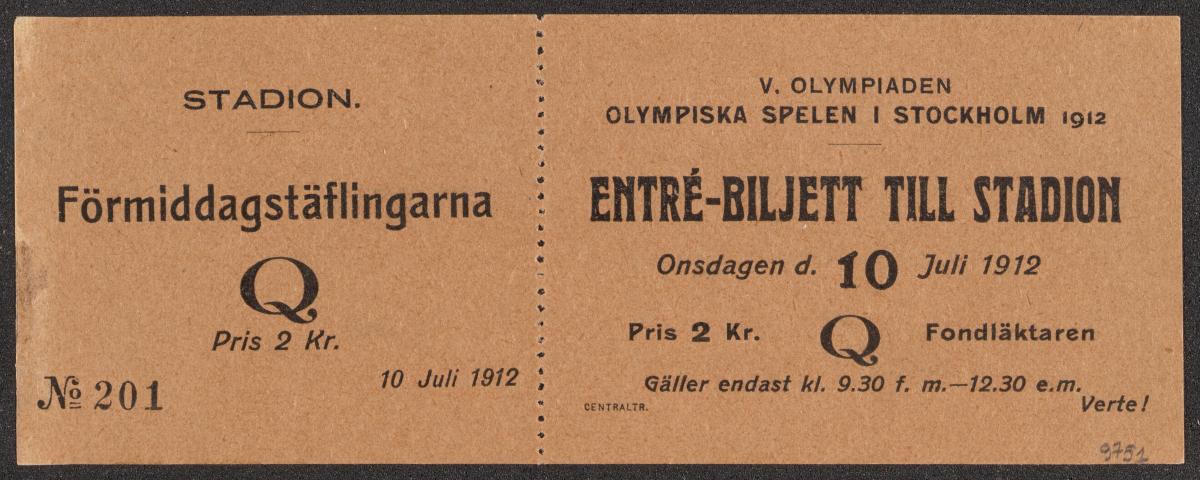 STADION.
Förmiddagstäflingarna
Q
Pris 2 Kr.
10 Juli 1912
No 201
V. OLYMPIADEN
OLYMPISKA SPELEN I STOCKHOLM 1912
ENTRÉ-BILJETT TILL STADION
Onsdagen d. 10 Juli 1912
Pris 2 Kr. Q Fondläktaren
Gäller endast kl. 9.30 f. m.—12.30 e.m.
CENTRALTR.
Verte!
9751